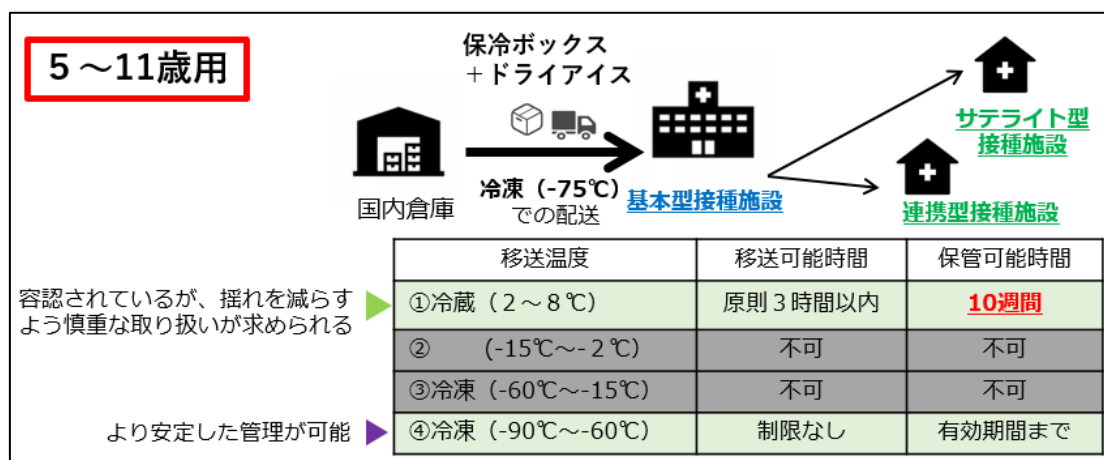 5～11歳用
保冷ボックス
＋ドライアイス
国内倉庫
冷凍（-75℃）
での配送
基本型接種施設
サテライト型
接種施設
連携型接種施設
移送温度 移送可能時間 保管可能時間
容認されているが、揺れを減らす
よう慎重な取り扱いが求められる
①冷蔵（2～8℃） 原則３時間以内 10週間
② (-15℃～-2℃) 不可 不可
③冷凍（-60℃～-15℃） 不可 不可
より安定した管理が可能
④冷凍（-90℃～-60℃） 制限なし 有効期間まで